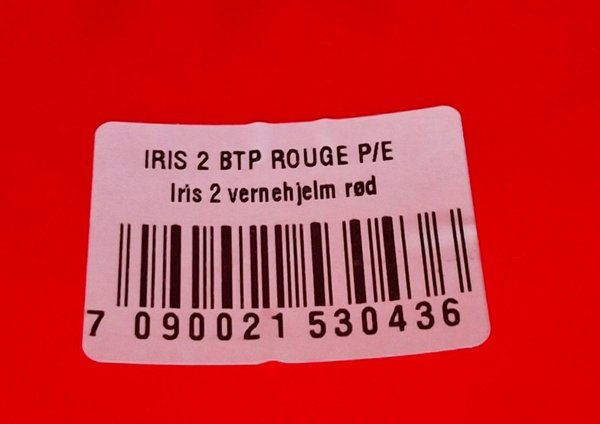 IRIS 2 BTP ROUGE P/E
Iris 2 vernehjelm rød
7 090021 530436